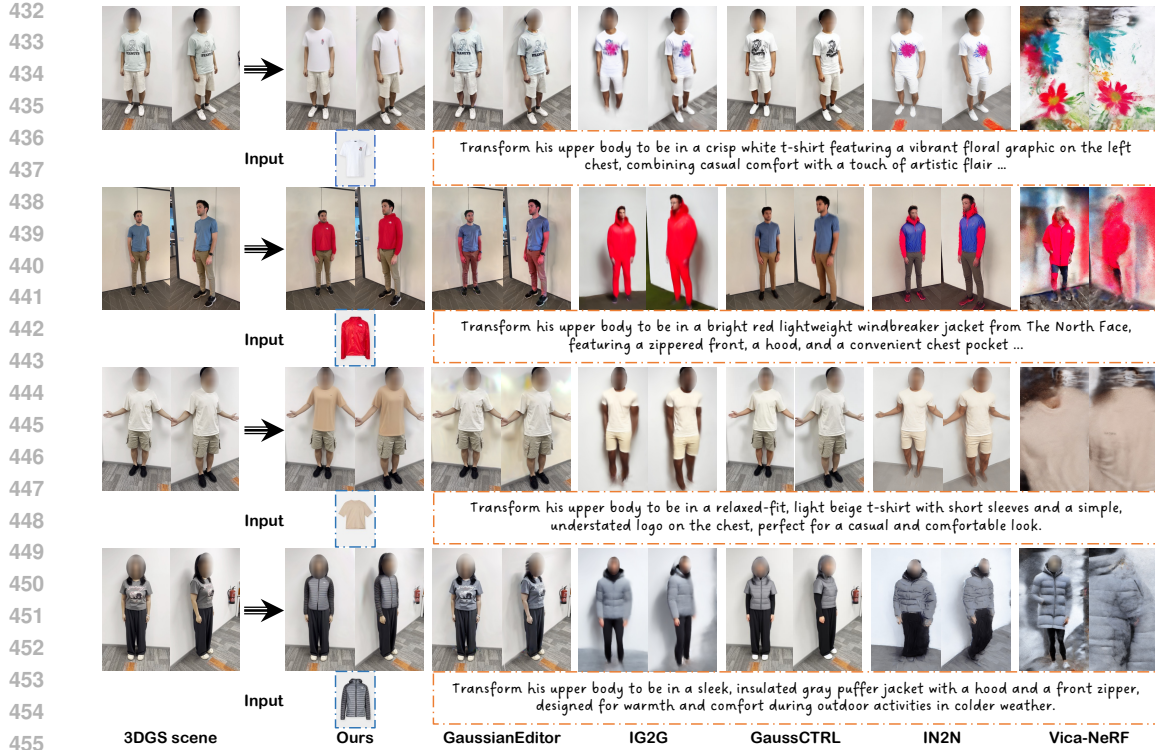 432
433
434
435
436
437
438
439
440
441
442
443
444
445
446
447
448
449
450
451
452
453
454
455
Input
Transform his upper body to be in a crisp white t-shirt featuring a vibrant floral graphic on the left
chest, combining casual comfort with a touch of artistic flair ...
Input
Transform his upper body to be in a bright red lightweight windbreaker jacket from The North Face,
featuring a zippered front, a hood, and a convenient chest pocket ...
Input
Transform his upper body to be in a relaxed-fit, light beige t-shirt with short sleeves and a simple,
understated logo on the chest, perfect for a casual and comfortable look.
Input
Transform his upper body to be in a sleek, insulated gray puffer jacket with a hood and a front zipper,
designed for warmth and comfort during outdoor activities in colder weather.
3DGS scene Ours GaussianEditor IG2G GaussCTRL IN2N Vica-NeRF